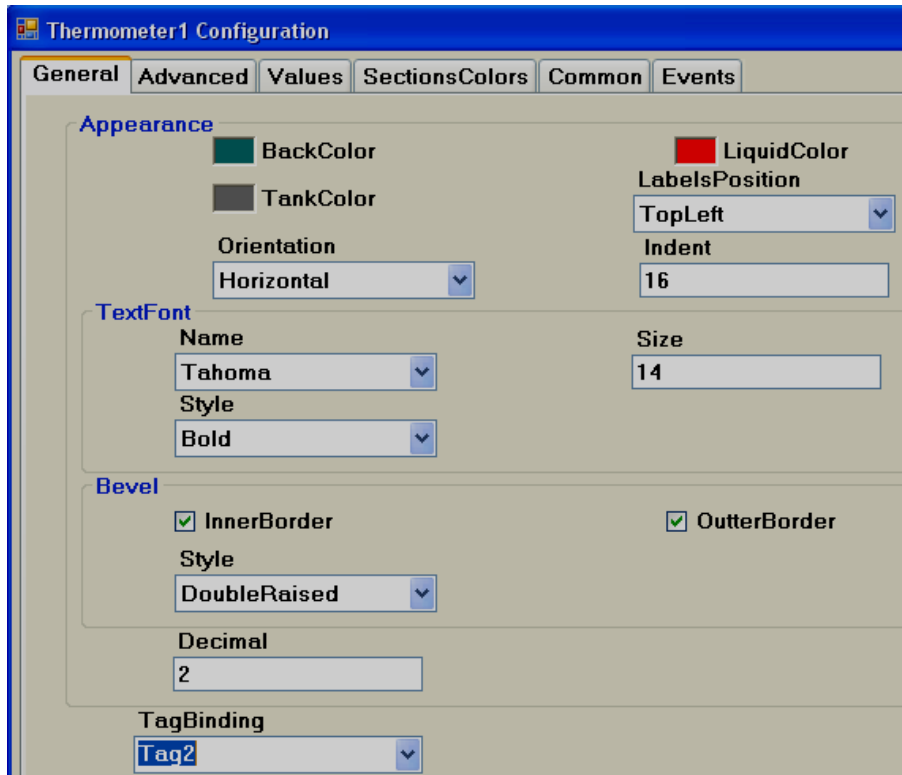 Thermometer1 Configuration
General Advanced Values SectionsColors Common Events
Appearance
BackColor LiquidColor
TankColor LabelsPosition
TopLeft
Orientation Indent
Horizontal 16
TextFont
Name Size
Tahoma 14
Style
Bold
Bevel
InnerBorder OutterBorder
Style
DoubleRaised
Decimal
2
TagBinding
Tag2